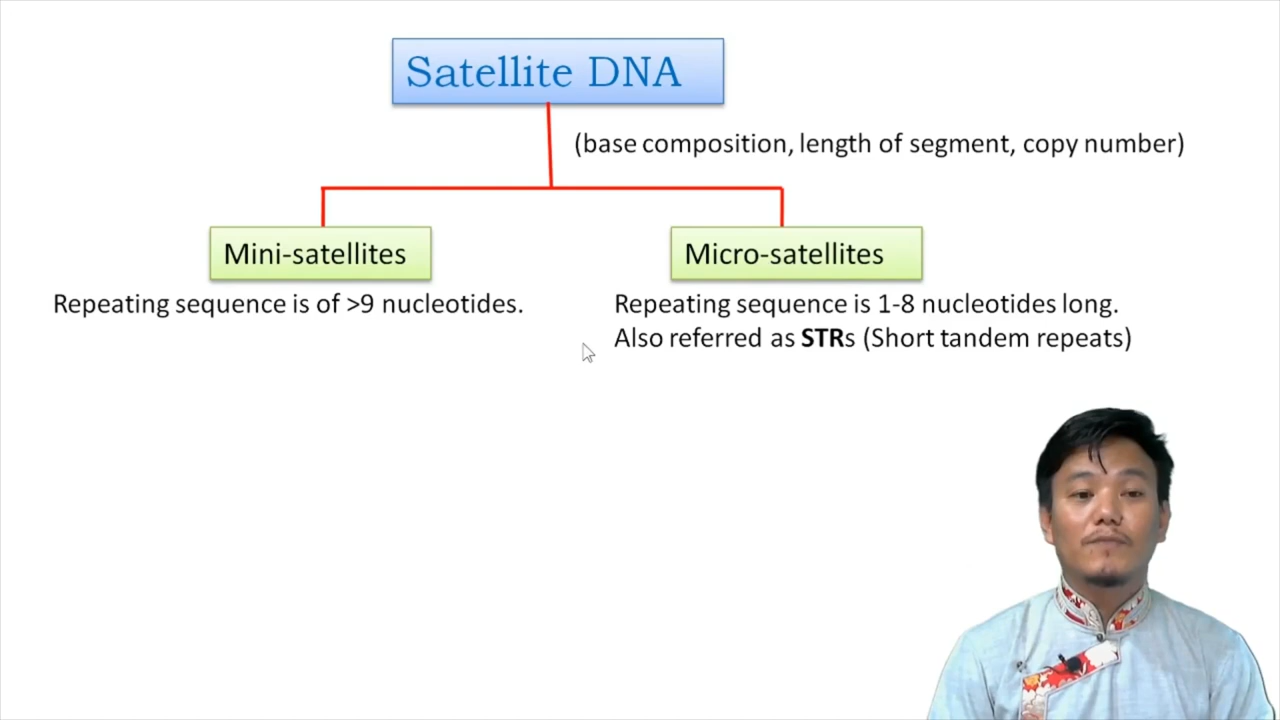 Satellite DNA
(base composition, length of segment, copy number)
Mini-satellites
Micro-satellites
Repeating sequence is of >9 nucleotides.
Repeating sequence is 1-8 nucleotides long.
Also referred as STRs (Short tandem repeats)